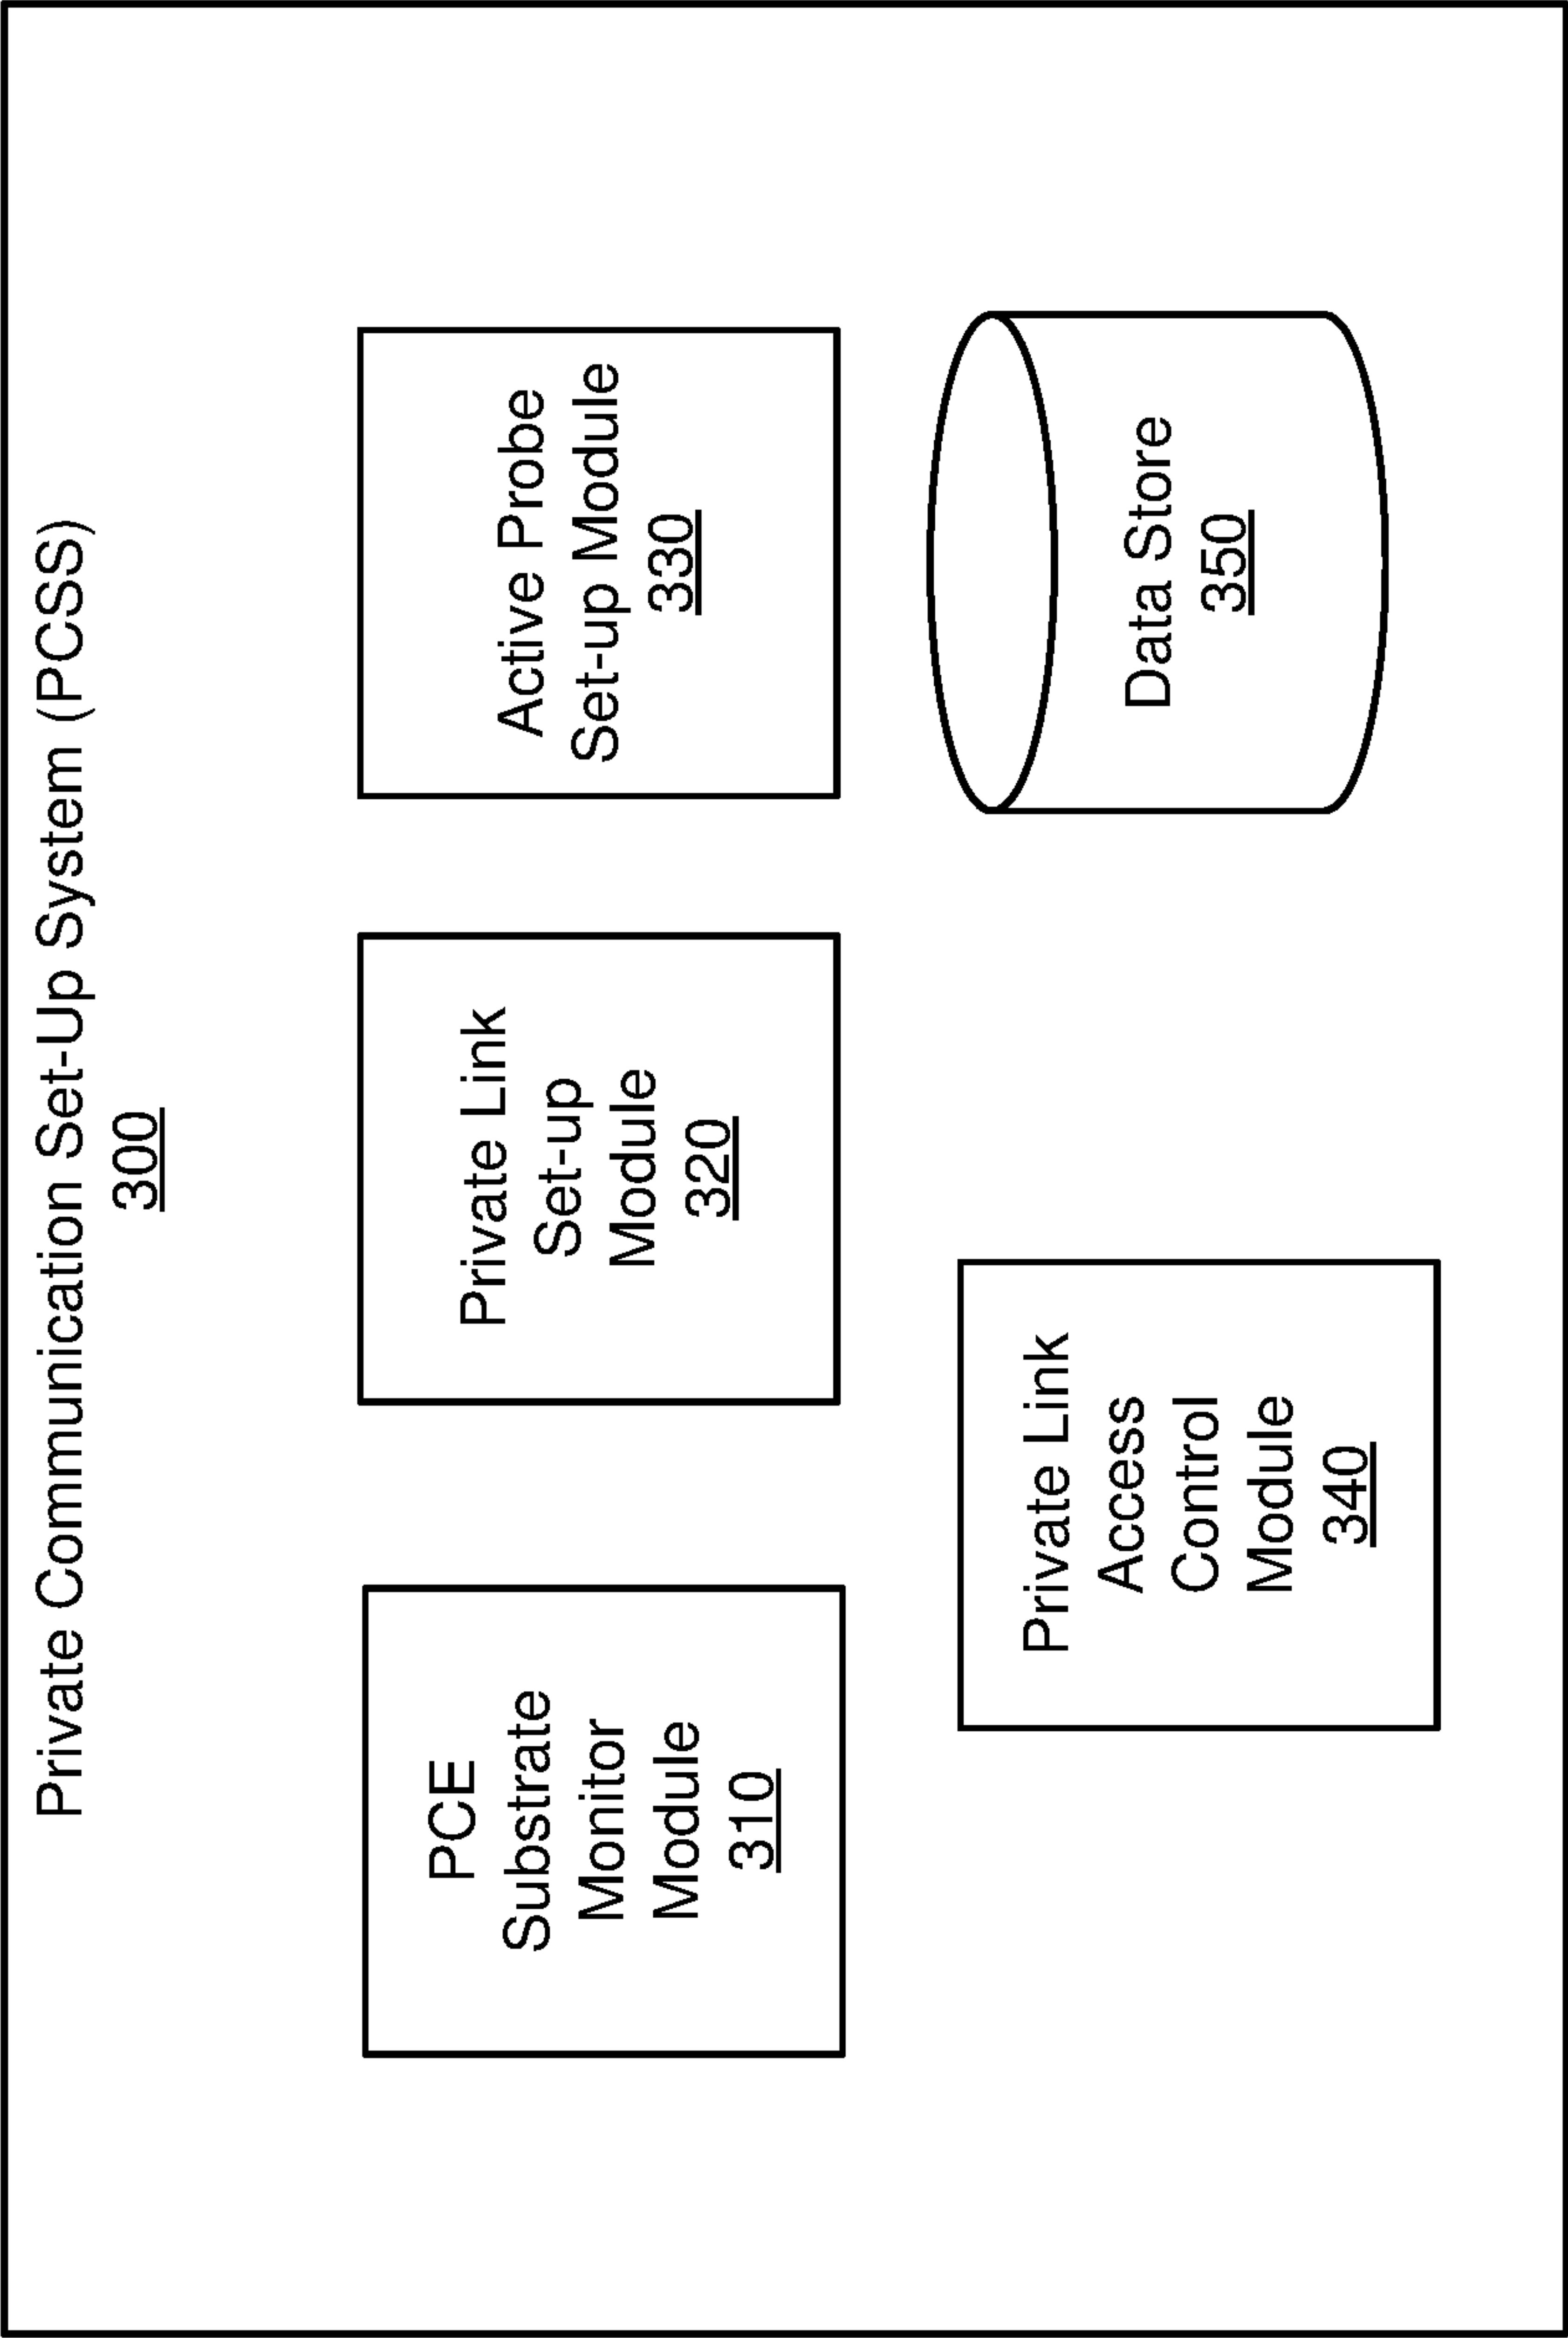 Private Communication Set-Up System (PCSS)
300
PCE
Substrate
Monitor
Module
310
Private Link
Set-up
Module
320
Active Probe
Set-up Module
330
Private Link
Access
Control
Module
340
Data Store
350